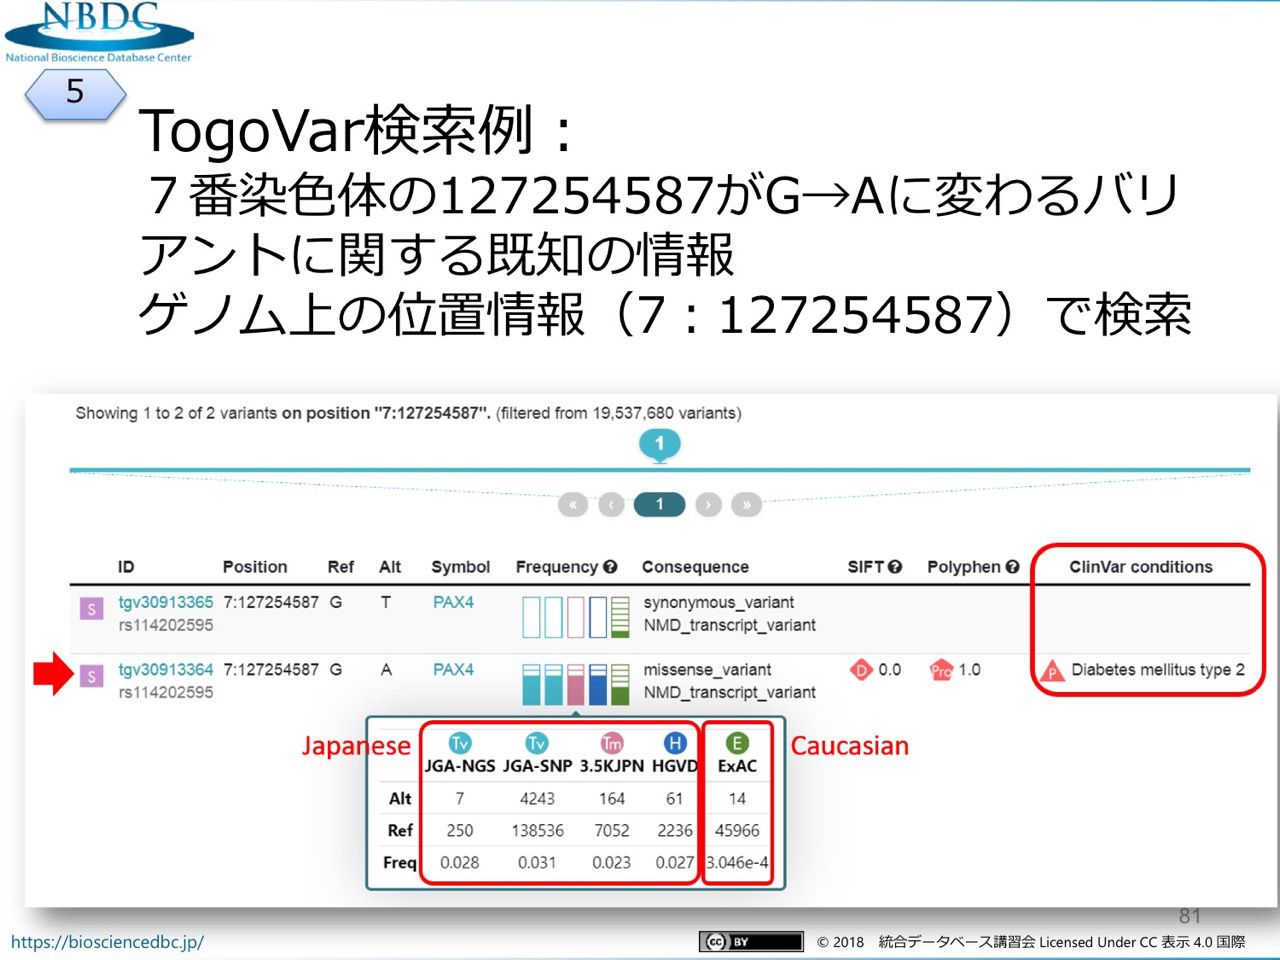 NBDC
National Bioscience Database Center
5
TogoVar検索例：
７番染色体の127254587がG→Aに変わるバリ
アントに関する既知の情報
ゲノム上の位置情報（7：127254587）で検索
Showing 1 to 2 of 2 variants on position "7:127254587". (filtered from 19,537,680 variants)
1
« ‹ 1 › »
ID Position Ref Alt Symbol Frequency ? Consequence SIFT ? Polyphen ? ClinVar conditions
S tgv30913365 7:127254587 G T PAX4 synonymous_variant
rs114202595 NMD_transcript_variant
S tgv30913364 7:127254587 G A PAX4 missense_variant D 0.0 Pro 1.0 P Diabetes mellitus type 2
rs114202595 NMD_transcript_variant
Japanese Tv Tv Tm H E Caucasian
JGA-NGS JGA-SNP 3.5KJPN HGVD ExAC
Alt 7 4243 164 61 14
Ref 250 138536 7052 2236 45966
Freq 0.028 0.031 0.023 0.027 3.046e-4
81
https://biosciencedbc.jp/
cc BY
© 2018 統合データベース講習会 Licensed Under CC 表示 4.0 国際